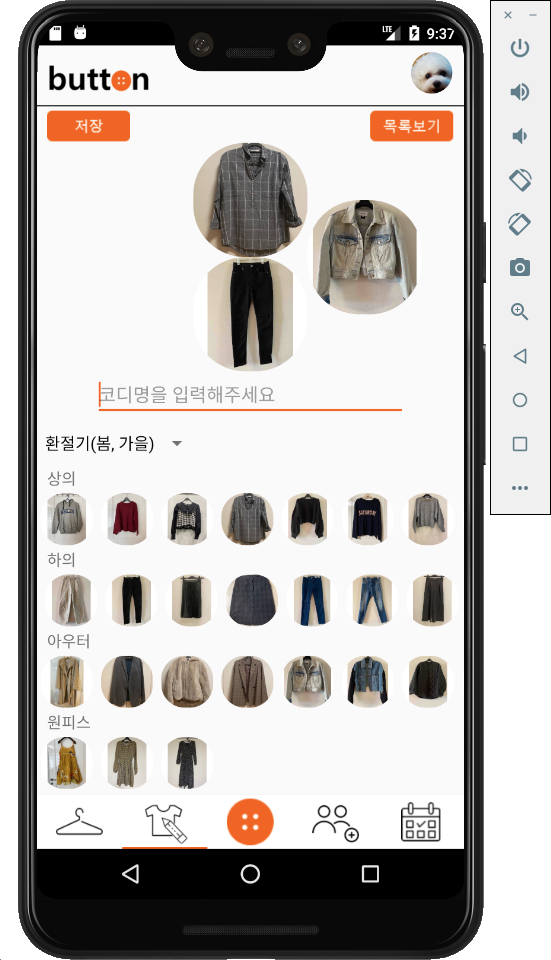 LTE 9:37
button
저장 목록보기
코디명을 입력해주세요
환절기(봄, 가을)
상의
SATURDAY
하의
아우터
원피스